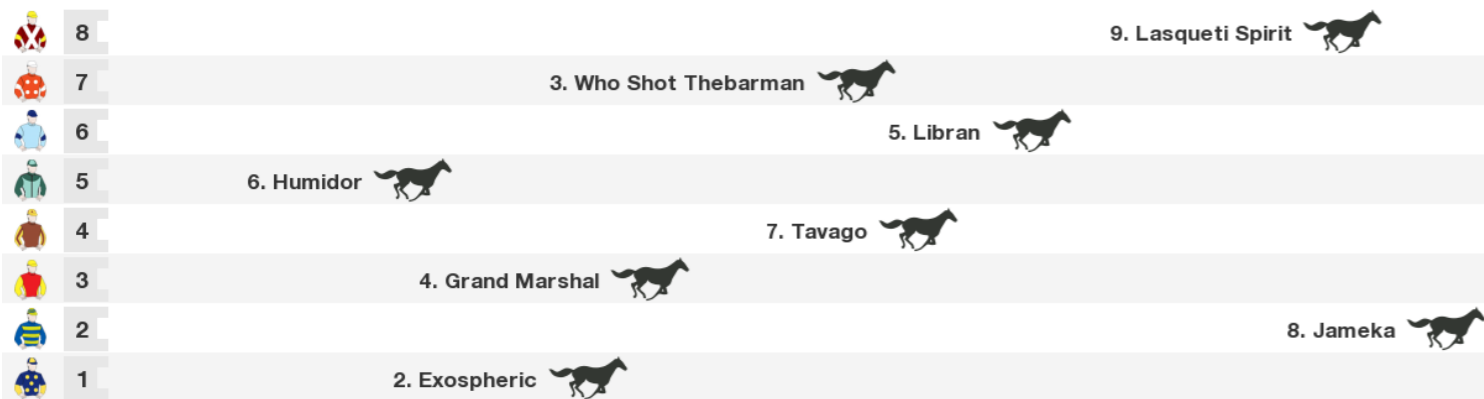 8 9. Lasqueti Spirit
7 3. Who Shot Thebarman
6 5. Libran
5 6. Humidor
4 7. Tavago
3 4. Grand Marshal
2 8. Jameka
1 2. Exospheric